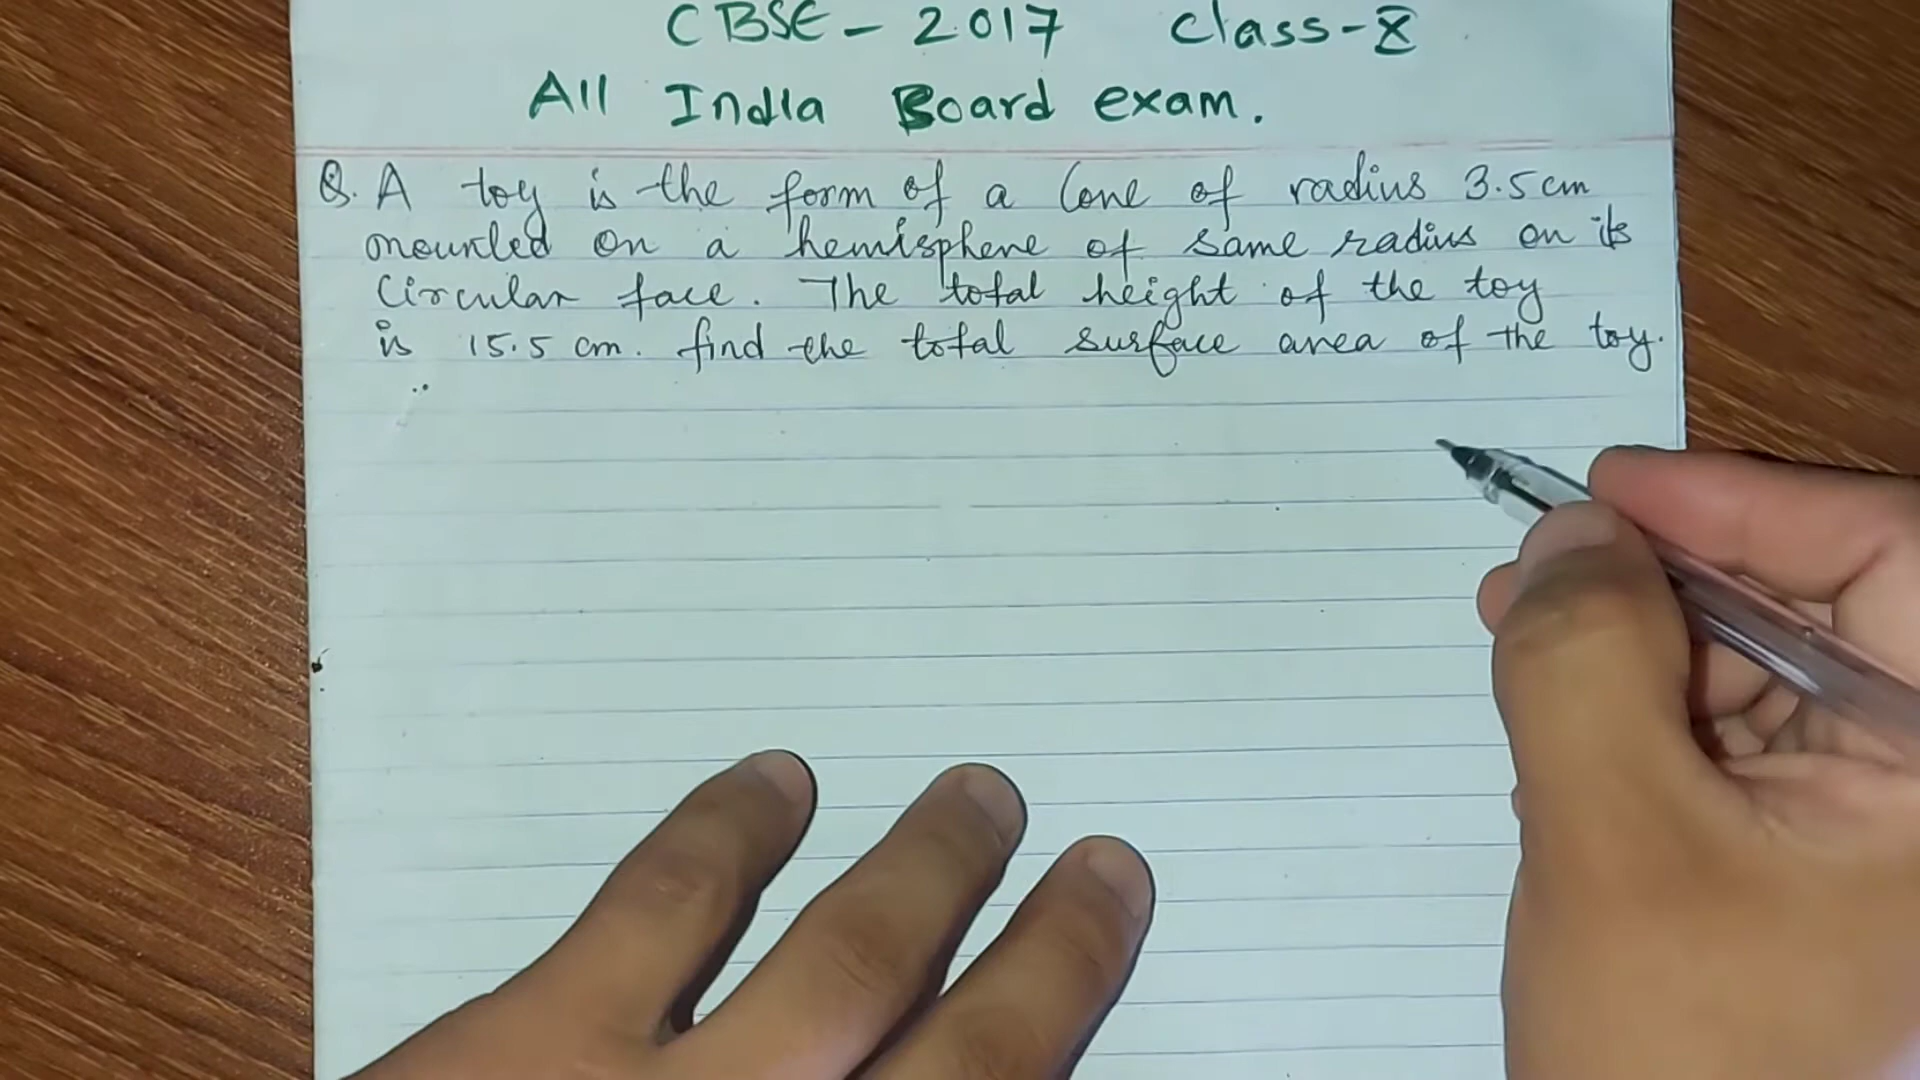 CBSE - 2017 Class-X
All India Board exam.
Q. A toy is the form of a Cone of radius 3.5cm
mounted on a hemisphere of same radius on its
Circular face. The total height of the toy
is 15.5 cm. find the total surface area of the toy.